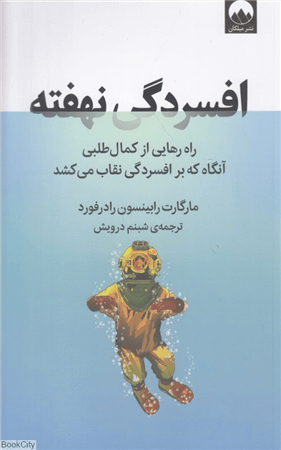 نشر میلکان
افسردگی نهفته
راه رهایی از کمال‌طلبی
آنگاه که بر افسردگی نقاب می‌کشد
مارگارت رابینسون رادرفورد
ترجمه‌ی شبنم درویش
BookCity